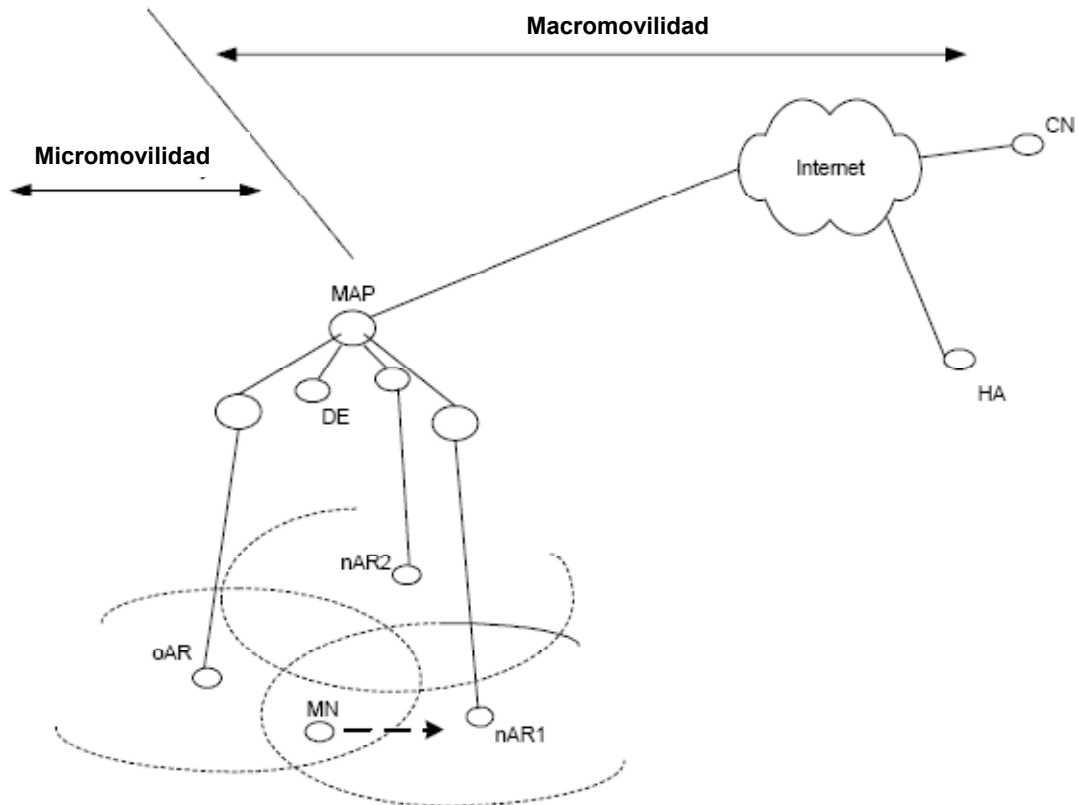 Macromovilidad
CN
Micromovilidad
Internet
MAP
HA
DE
nAR2
oAR
MN
nAR1